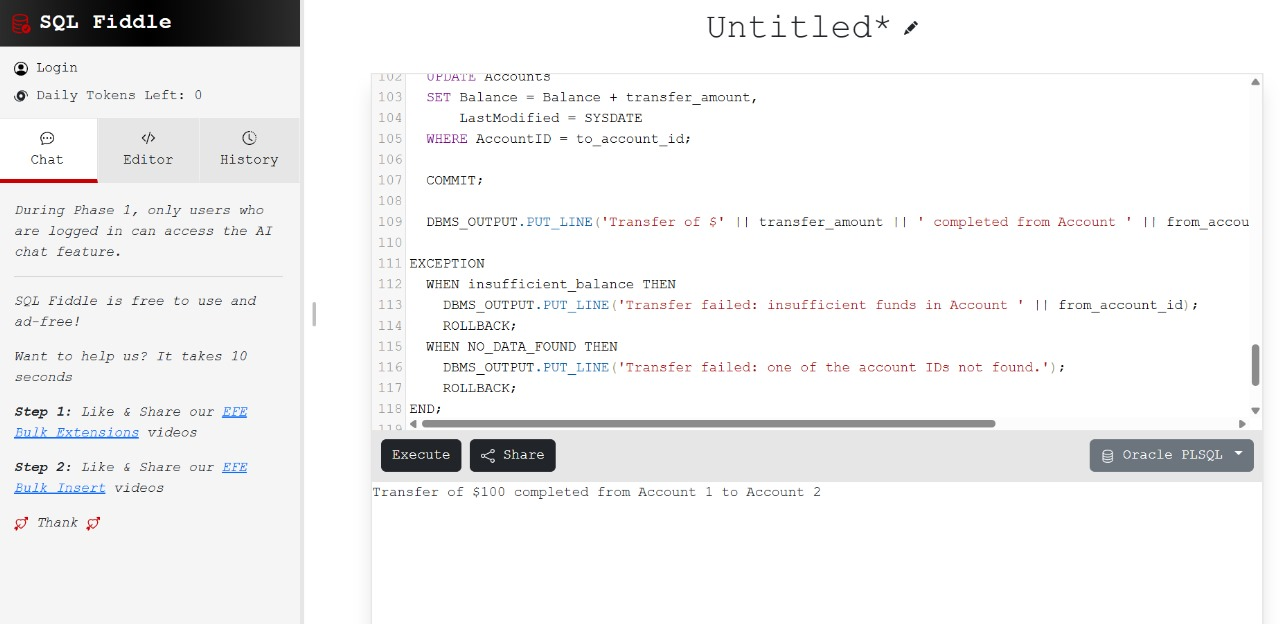 SQL Fiddle
Login
Daily Tokens Left: 0
Chat
Editor
History
During Phase 1, only users who
are logged in can access the AI
chat feature.
SQL Fiddle is free to use and
ad-free!
Want to help us? It takes 10
seconds
Step 1: Like & Share our EFE
Bulk Extensions videos
Step 2: Like & Share our EFE
Bulk Insert videos
Thank
Untitled*
102 UPDATE Accounts
103 SET Balance = Balance + transfer_amount,
104 LastModified = SYSDATE
105 WHERE AccountID = to_account_id;
106
107 COMMIT;
108
109 DBMS_OUTPUT.PUT_LINE('Transfer of $' || transfer_amount || ' completed from Account ' || from_accou
110
111 EXCEPTION
112 WHEN insufficient_balance THEN
113 DBMS_OUTPUT.PUT_LINE('Transfer failed: insufficient funds in Account ' || from_account_id);
114 ROLLBACK;
115 WHEN NO_DATA_FOUND THEN
116 DBMS_OUTPUT.PUT_LINE('Transfer failed: one of the account IDs not found.');
117 ROLLBACK;
118 END;
119
Execute
Share
Oracle PLSQL
Transfer of $100 completed from Account 1 to Account 2